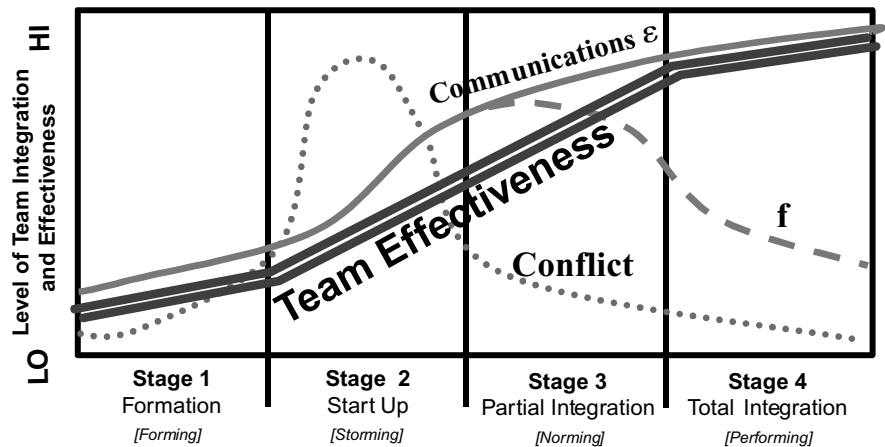 HI
Level of Team Integration
and Effectiveness
LO
Communications ε
Team Effectiveness
Conflict
f
Stage 1
Formation
[Forming]
Stage 2
Start Up
[Storming]
Stage 3
Partial Integration
[Norming]
Stage 4
Total Integration
[Performing]